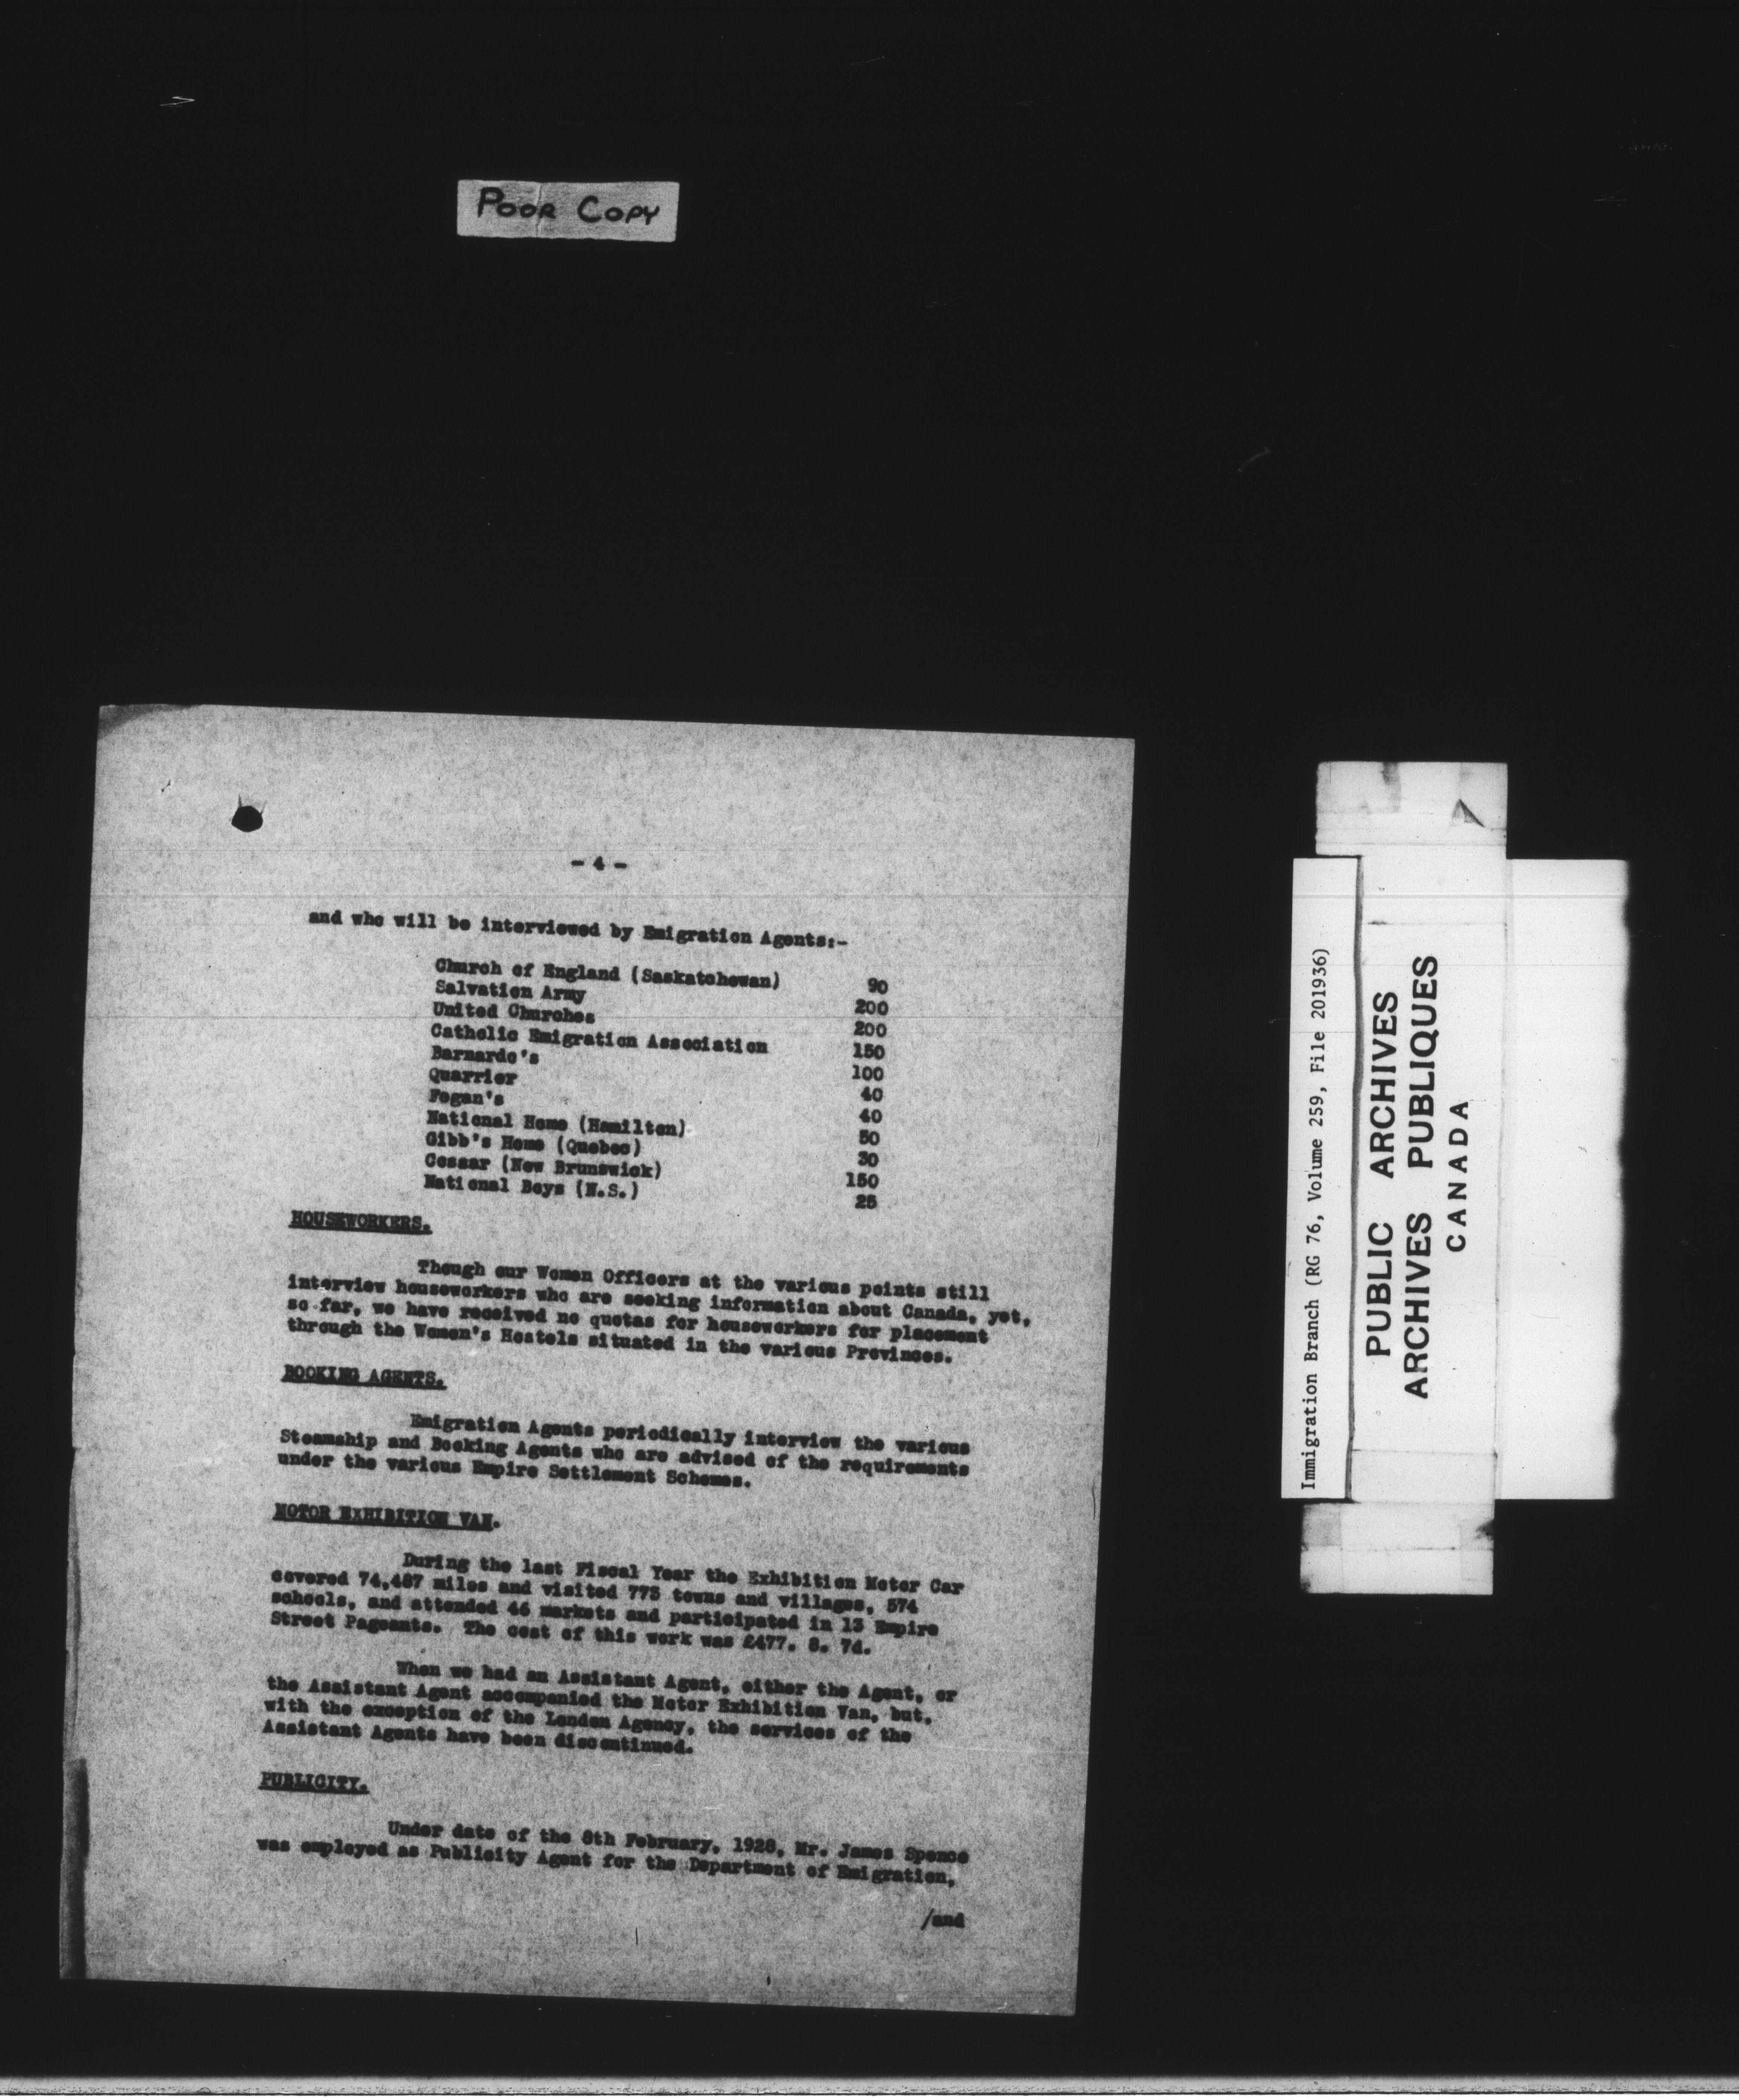 POOR COPY
- 4 -
and who will be interviewed by Emigration Agents:-
Church of England (Saskatchewan) 90
Salvation Army 200
United Churches 200
Catholic Emigration Association 150
Barnardo's 100
Quarrier 40
Fegan's 40
National Home (Hamilton) 50
Gibb's Home (Quebec) 30
Cossar (New Brunswick) 150
National Boys (N.S.) 25
HOUSEWORKERS.
Though our Women Officers at the various points still
interview houseworkers who are seeking information about Canada, yet,
so far, we have received no quotas for houseworkers for placement
through the Women's Hostels situated in the various Provinces.
BOOKING AGENTS.
Emigration Agents periodically interview the various
Steamship and Booking Agents who are advised of the requirements
under the various Empire Settlement Schemes.
MOTOR EXHIBITION VAN.
During the last Fiscal Year the Exhibition Motor Car
covered 74,467 miles and visited 773 towns and villages, 574
schools, and attended 46 markets and participated in 13 Empire
Street Pageants. The cost of this work was £477. 8. 7d.
When we had an Assistant Agent, either the Agent, or
the Assistant Agent accompanied the Motor Exhibition Van, but,
with the exception of the London Agency, the services of the
Assistant Agents have been discontinued.
PUBLICITY.
Under date of the 8th February, 1928, Mr. James Spence
was employed as Publicity Agent for the Department of Emigration,
/and
Immigration Branch (RG 76, Volume 259, File 201936)
PUBLIC ARCHIVES
ARCHIVES PUBLIQUES
CANADA